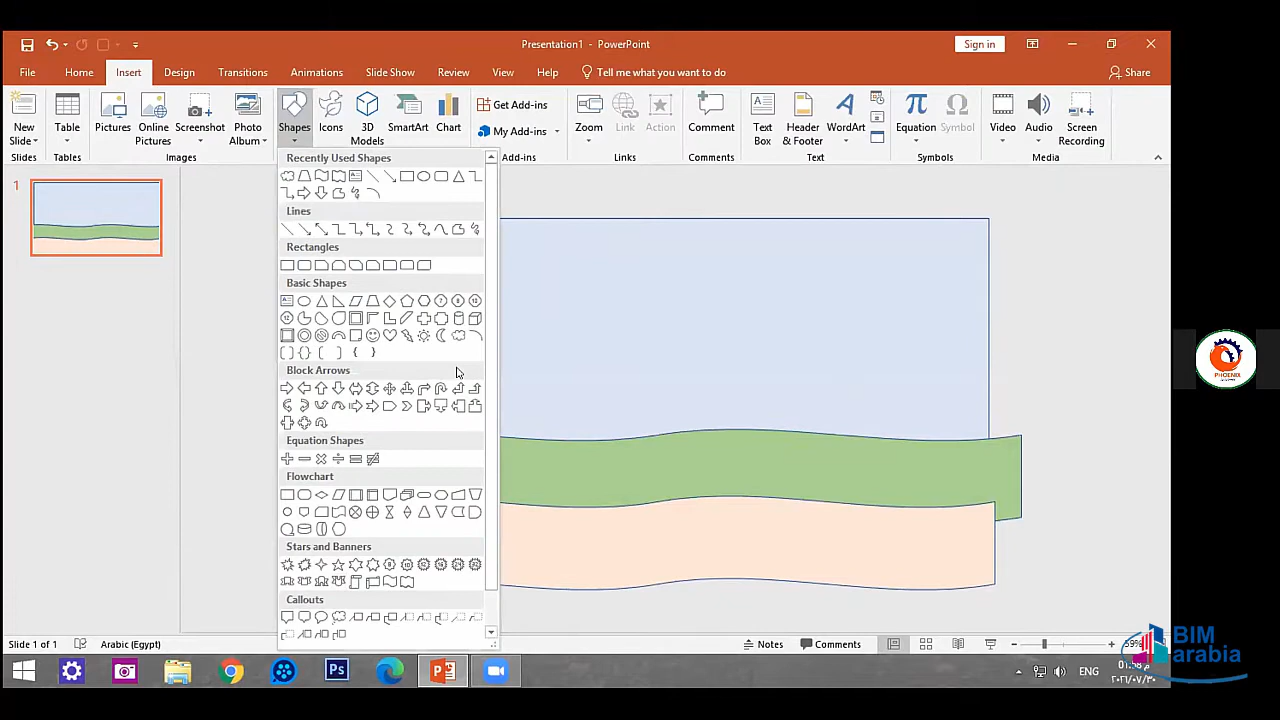 Presentation1 - PowerPoint
Sign in
File Home Insert Design Transitions Animations Slide Show Review View Help Tell me what you want to do Share
New Slide
Table
Pictures
Online Pictures
Screenshot
Photo Album
Shapes
Icons
3D Models
SmartArt
Chart
Get Add-ins
My Add-ins
Zoom
Link
Action
Comment
Text Box
Header & Footer
WordArt
Equation
Symbol
Video
Audio
Screen Recording
Slides Tables Images Add-ins Links Comments Text Symbols Media
Recently Used Shapes
Lines
Rectangles
Basic Shapes
Block Arrows
Equation Shapes
Flowchart
Stars and Banners
Callouts
1
PHOENIX
Slide 1 of 1 Arabic (Egypt) Notes Comments
BIM
arabia
Ps
ENG
٢٠٢١/٠٧/٣٠